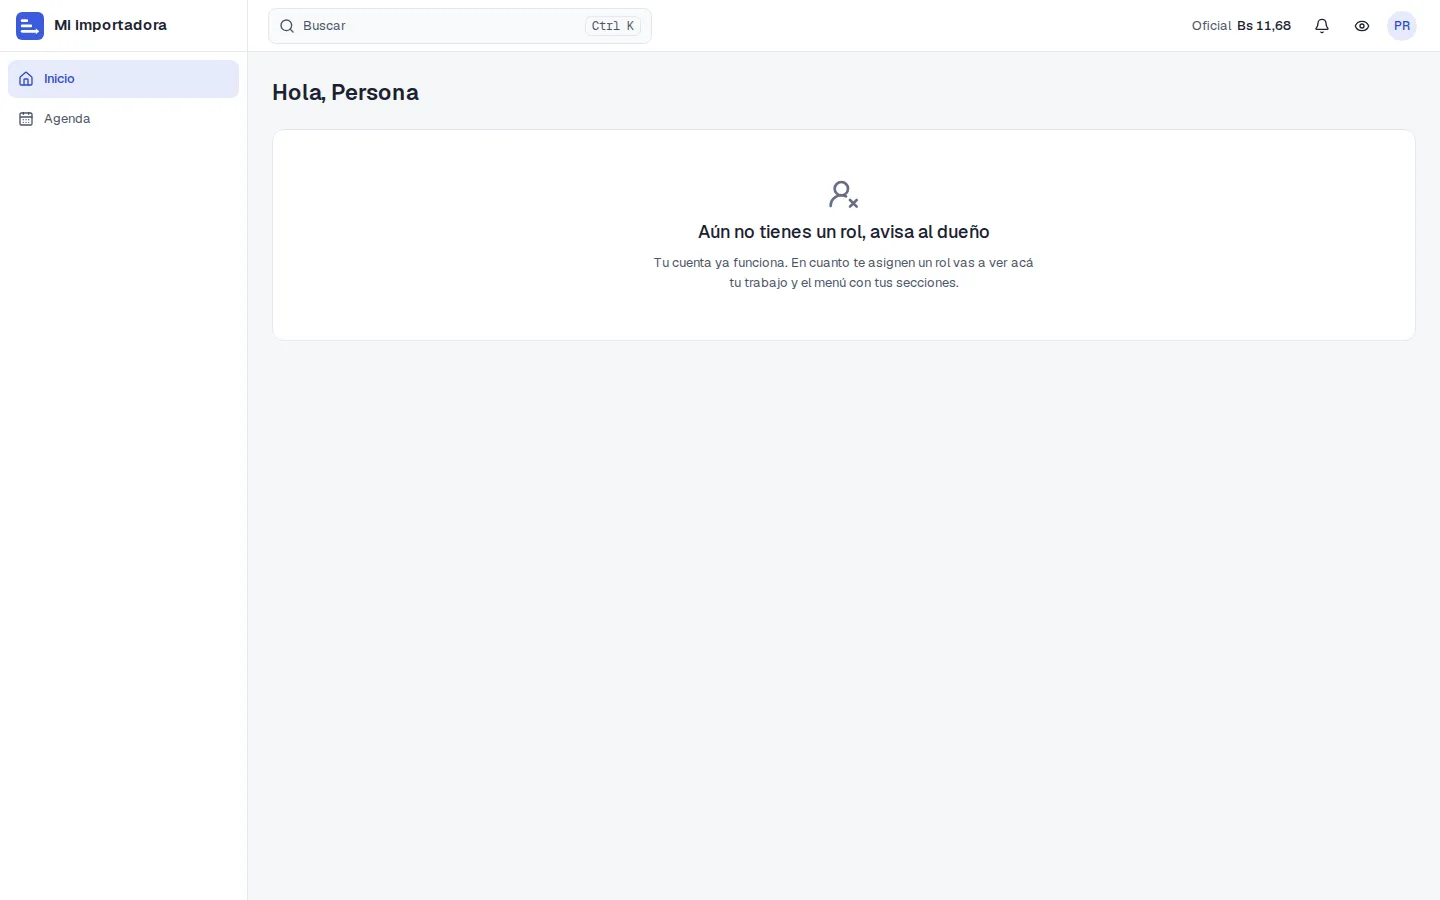 Mi Importadora
Buscar
Ctrl K
Oficial Bs 11,68
PR
Inicio
Agenda
Hola, Persona
Aún no tienes un rol, avisa al dueño
Tu cuenta ya funciona. En cuanto te asignen un rol vas a ver acá
tu trabajo y el menú con tus secciones.